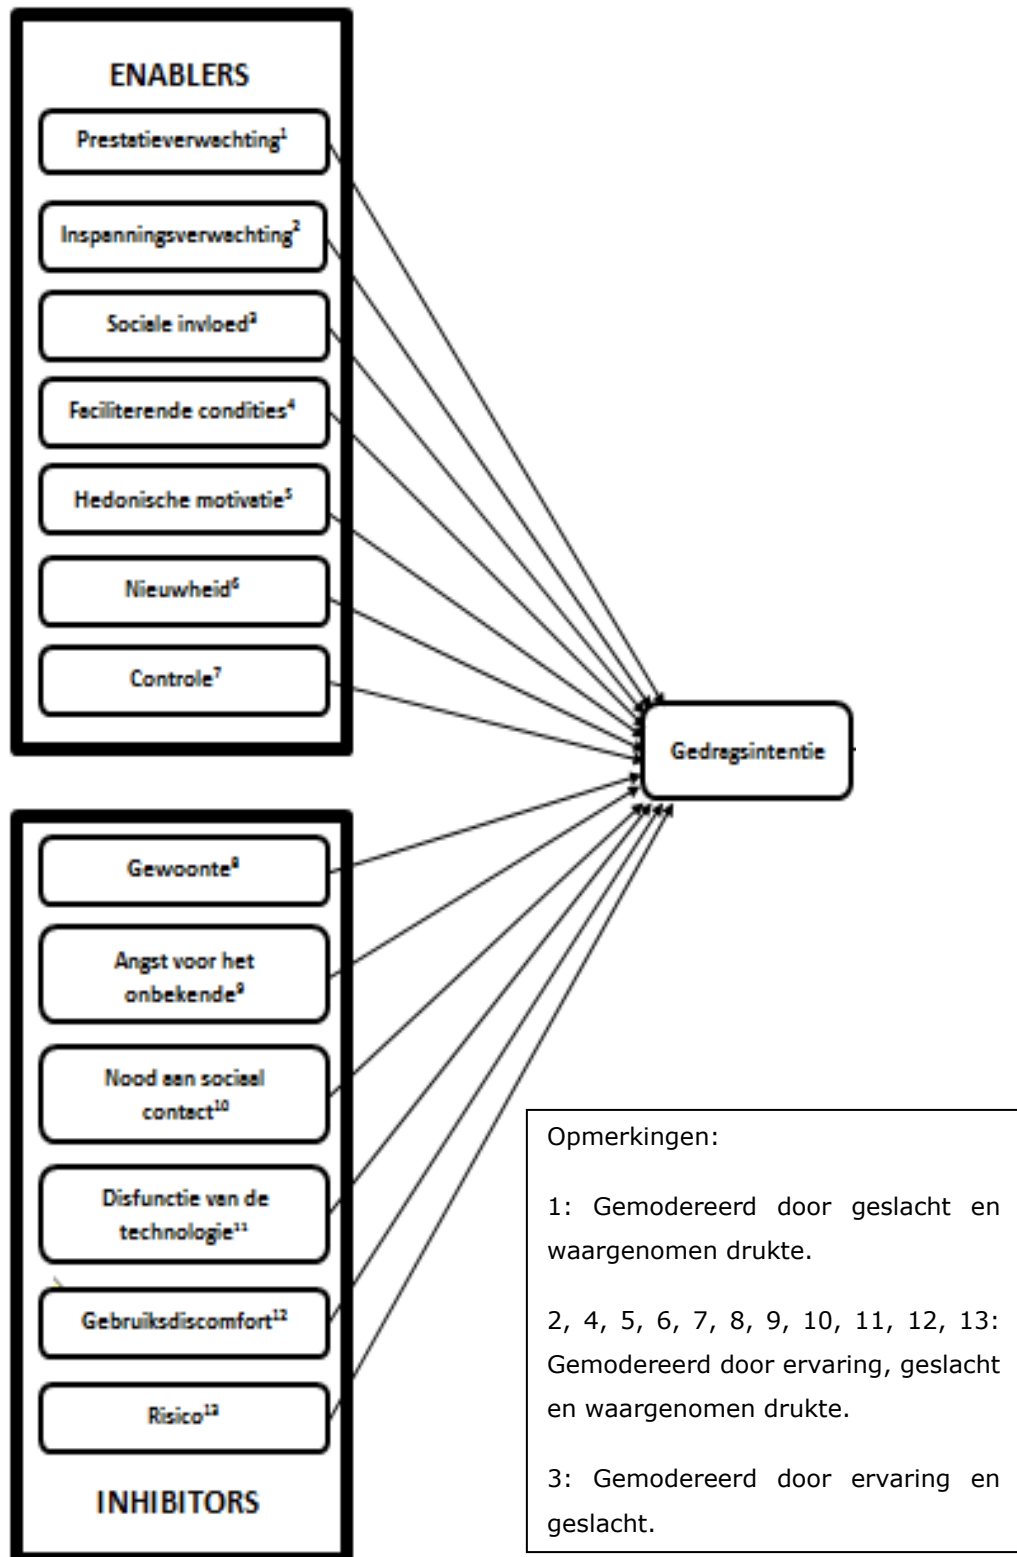 ENABLERS
Prestatieverwachting¹
Inspanningsverwachting²
Sociale invloed³
Faciliterende condities⁴
Hedonische motivatie⁵
Nieuwheid⁶
Controle⁷
Gedragsintentie
Gewoonte⁸
Angst voor het
onbekende⁹
Nood aan sociaal
contact¹⁰
Disfunctie van de
technologie¹¹
Gebruiksdiscomfort¹²
Risico¹³
INHIBITORS
Opmerkingen:
1: Gemodereerd door geslacht en
waargenomen drukte.
2, 4, 5, 6, 7, 8, 9, 10, 11, 12, 13:
Gemodereerd door ervaring, geslacht
en waargenomen drukte.
3: Gemodereerd door ervaring en
geslacht.